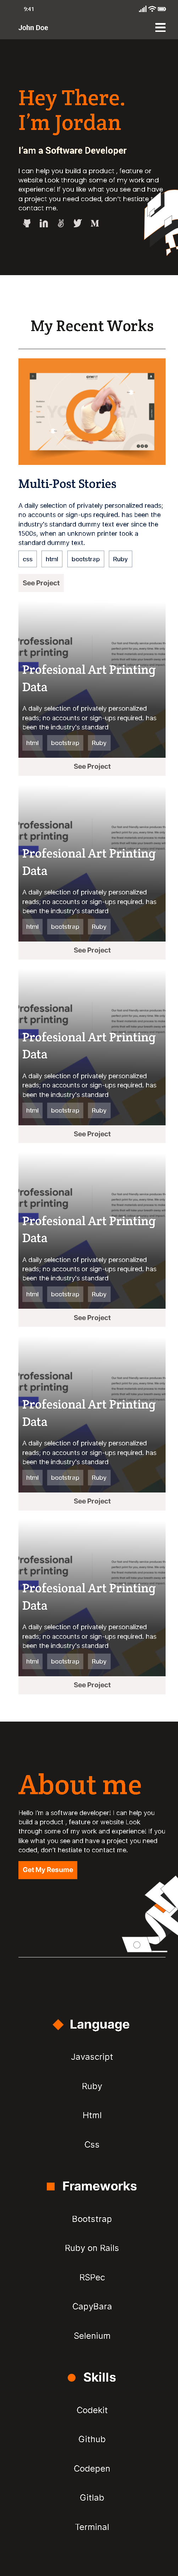 9:41
John Doe
Hey There.
I'm Jordan
I'am a Software Developer
I can help you build a product , feature or
website Look through some of my work and
experience! If you like what you see and have
a project you need coded, don't hestiate to
contact me.
My Recent Works
Multi-Post Stories
A daily selection of privately personalized reads;
no accounts or sign-ups required. has been the
industry's standard dummy text ever since the
1500s, when an unknown printer took a
standard dummy text.
css html bootstrap Ruby
See Project
Profesional Art Printing
Data
A daily selection of privately personalized
reads; no accounts or sign-ups required. has
been the industry's standard
html bootstrap Ruby
See Project
Profesional Art Printing
Data
A daily selection of privately personalized
reads; no accounts or sign-ups required. has
been the industry's standard
html bootstrap Ruby
See Project
Profesional Art Printing
Data
A daily selection of privately personalized
reads; no accounts or sign-ups required. has
been the industry's standard
html bootstrap Ruby
See Project
Profesional Art Printing
Data
A daily selection of privately personalized
reads; no accounts or sign-ups required. has
been the industry's standard
html bootstrap Ruby
See Project
Profesional Art Printing
Data
A daily selection of privately personalized
reads; no accounts or sign-ups required. has
been the industry's standard
html bootstrap Ruby
See Project
Profesional Art Printing
Data
A daily selection of privately personalized
reads; no accounts or sign-ups required. has
been the industry's standard
html bootstrap Ruby
See Project
About me
Hello I'm a software developer! I can help you
build a product , feature or website Look
through some of my work and experience! If you
like what you see and have a project you need
coded, don't hestiate to contact me.
Get My Resume
Language
Javascript
Ruby
Html
Css
Frameworks
Bootstrap
Ruby on Rails
RSPec
CapyBara
Selenium
Skills
Codekit
Github
Codepen
Gitlab
Terminal